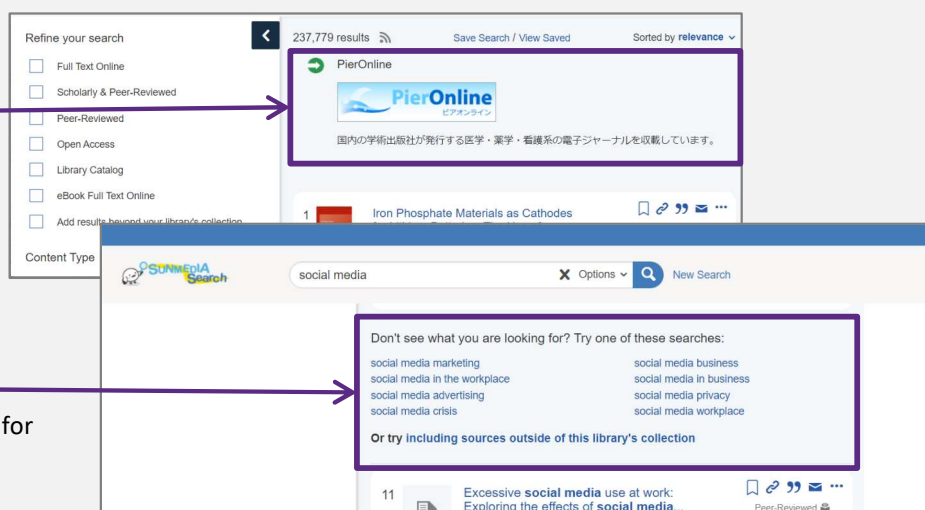 Refine your search
Full Text Online
Scholarly & Peer-Reviewed
Peer-Reviewed
Open Access
Library Catalog
eBook Full Text Online
Add results beyond your library's collection
Content Type
237,779 results
Save Search / View Saved
Sorted by relevance
PierOnline
PierOnline
ピアオンライン
国内の学術出版社が発行する医学・薬学・看護系の電子ジャーナルを収載しています。
1
Iron Phosphate Materials as Cathodes
SUNMEDIA
Search
social media
Options
New Search
Don't see what you are looking for? Try one of these searches:
social media marketing
social media in the workplace
social media advertising
social media crisis
social media business
social media in business
social media privacy
social media workplace
Or try including sources outside of this library's collection
for
11
Excessive social media use at work:
Exploring the effects of social media...
Peer-Reviewed